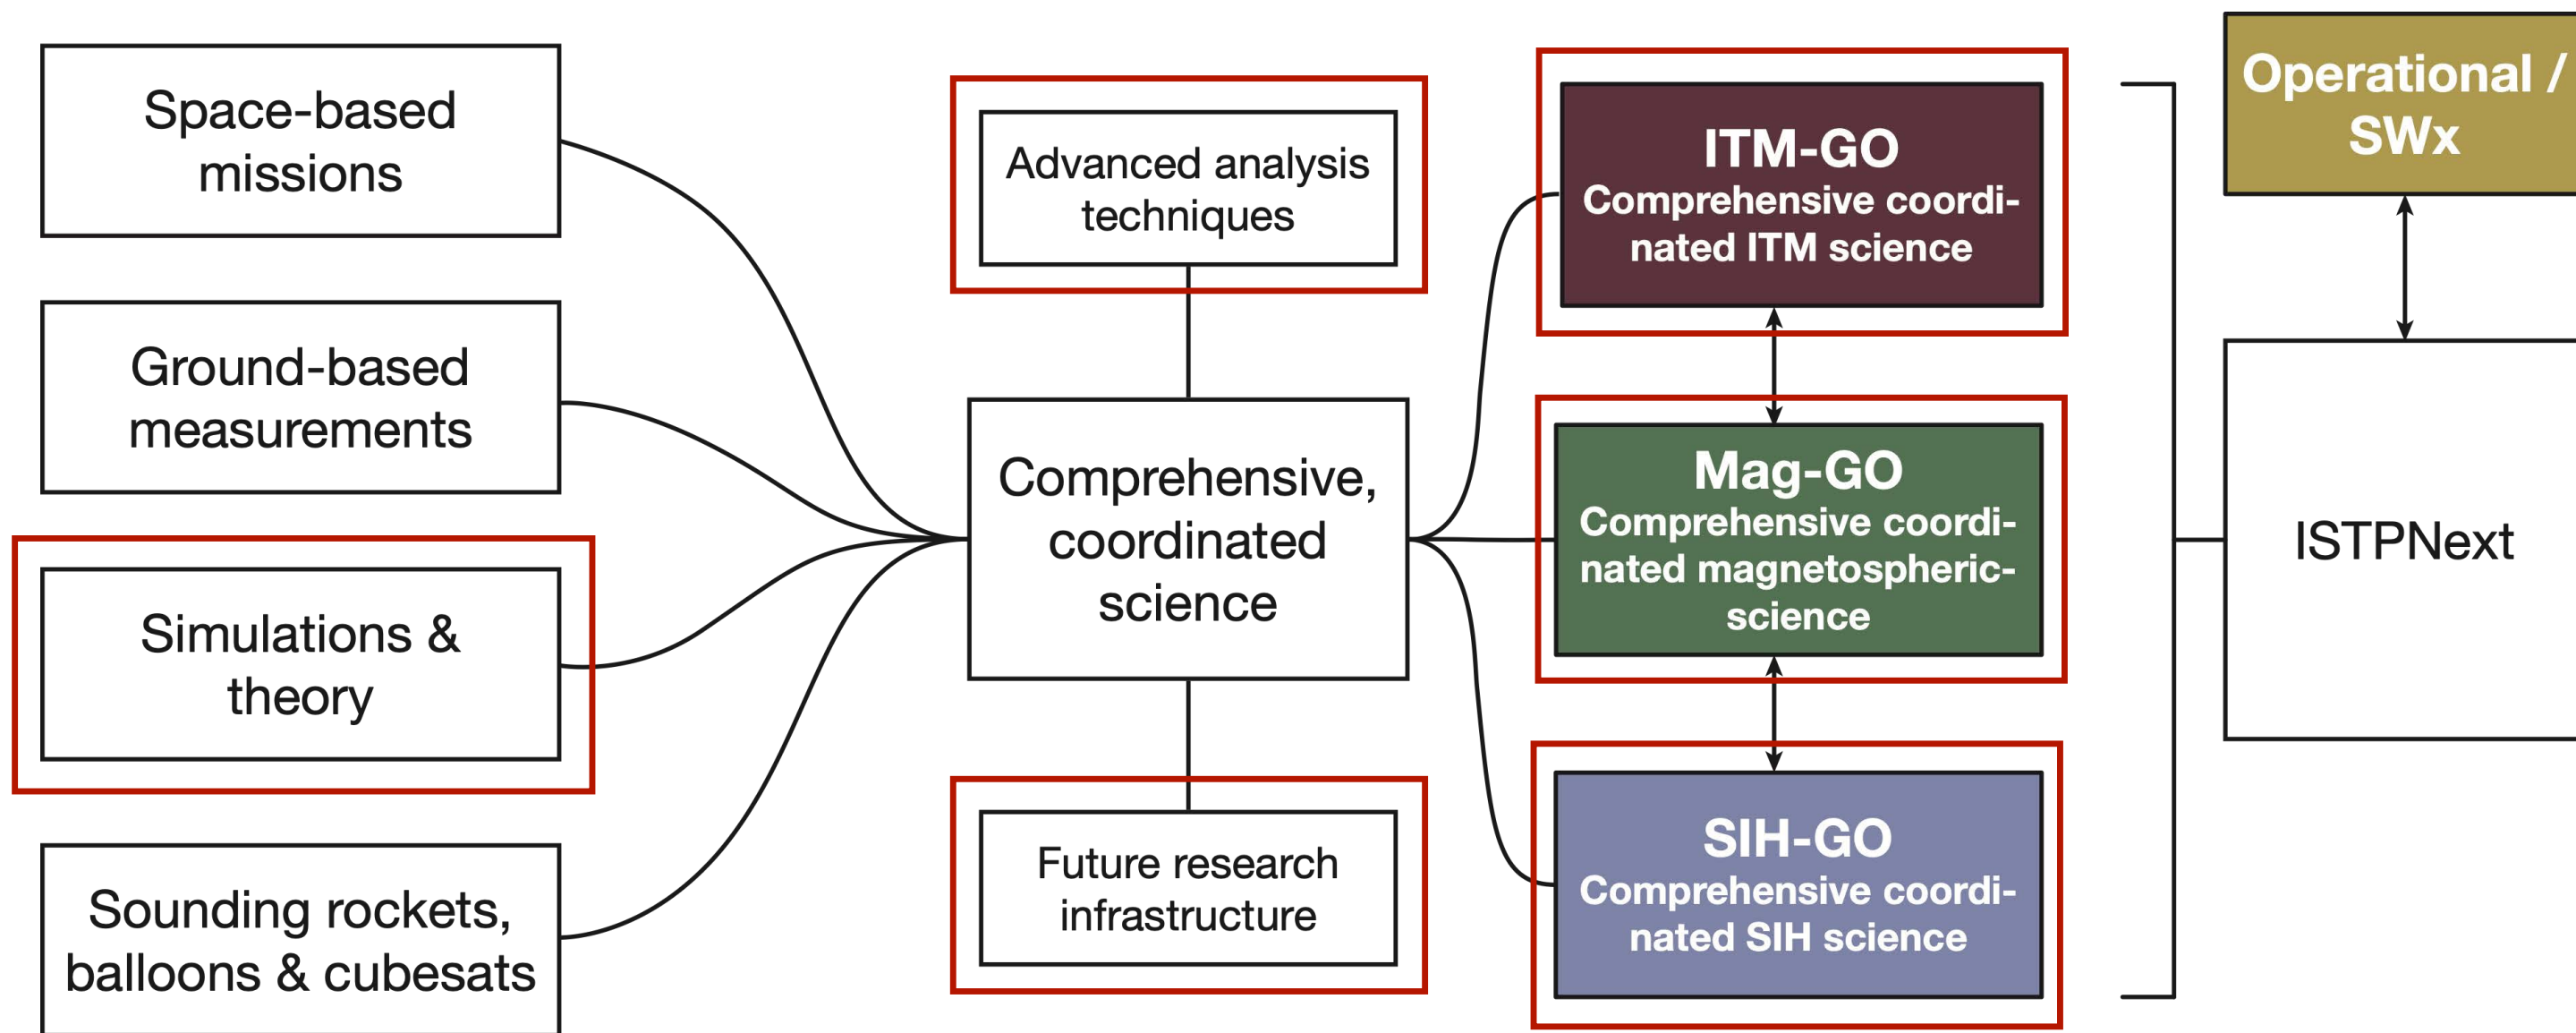 Space-based
missions
Ground-based
measurements
Simulations &
theory
Sounding rockets,
balloons & cubesats
Advanced analysis
techniques
Comprehensive,
coordinated
science
Future research
infrastructure
ITM-GO
Comprehensive coordi-
nated ITM science
Mag-GO
Comprehensive coordi-
nated magnetospheric-
science
SIH-GO
Comprehensive coordi-
nated SIH science
Operational /
SWx
ISTPNext